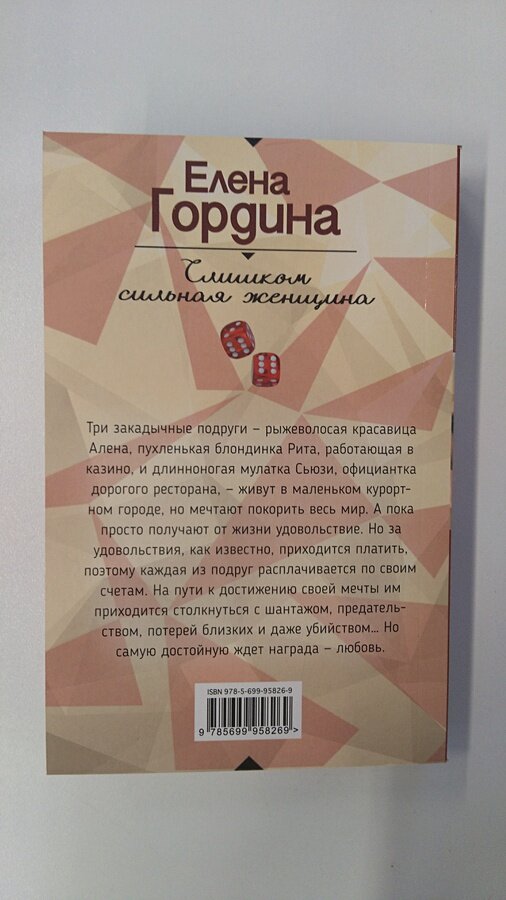 Елена
Гордина
Слишком
сильная женщина
Три закадычные подруги – рыжеволосая красавица
Алена, пухленькая блондинка Рита, работающая в
казино, и длинноногая мулатка Сьюзи, официантка
дорогого ресторана, – живут в маленьком курорт-
ном городе, но мечтают покорить весь мир. А пока
просто получают от жизни удовольствие. Но за
удовольствия, как известно, приходится платить,
поэтому каждая из подруг расплачивается по своим
счетам. На пути к достижению своей мечты им
приходится столкнуться с шантажом, предатель-
ством, потерей близких и даже убийством... Но
самую достойную ждет награда – любовь.
ISBN 978-5-699-95826-9
9 785699 958269>